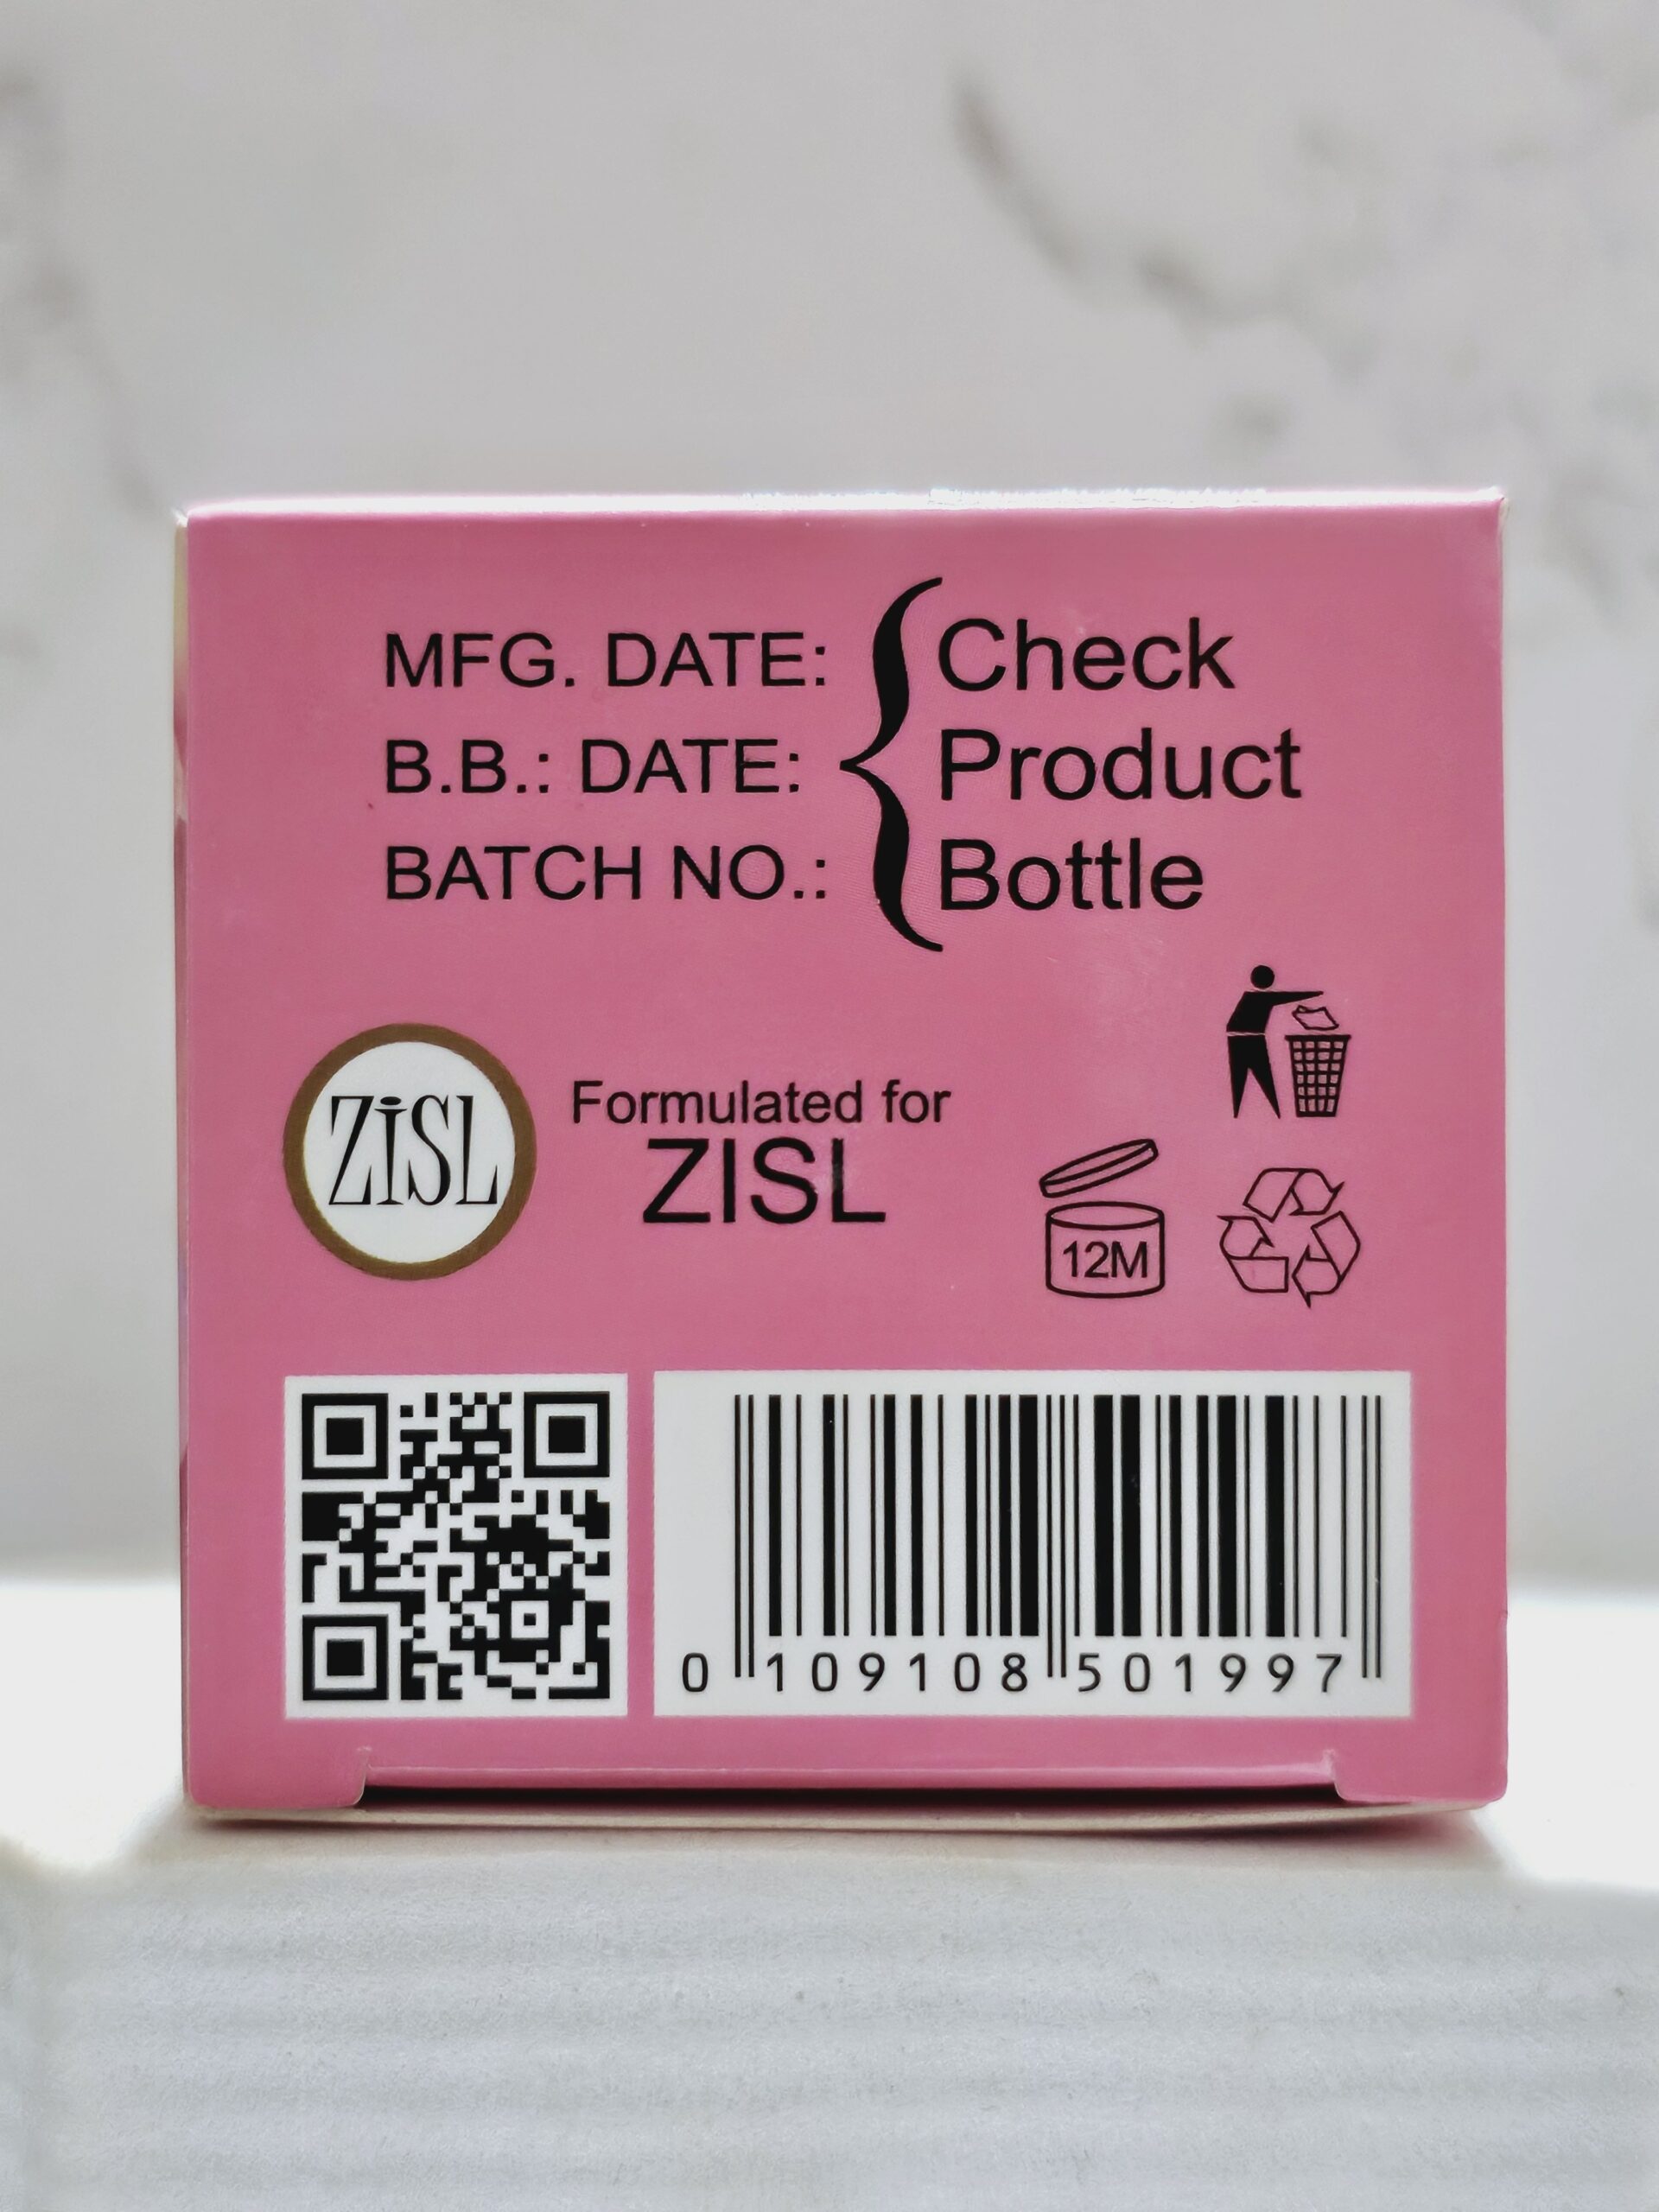 MFG. DATE: Check
B.B.: DATE: Product
BATCH NO.: Bottle
ZiSL
Formulated for
ZISL
12M
0 109108 501997